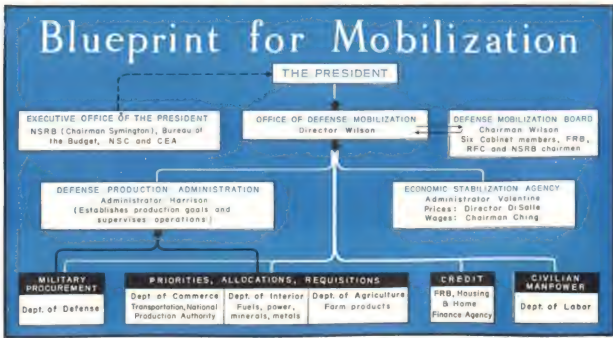 Blueprint for Mobilization
THE PRESIDENT
EXECUTIVE OFFICE OF THE PRESIDENT
NSRB (Chairman Symington), Bureau of
the Budget, NSC and CEA
OFFICE OF DEFENSE MOBILIZATION
Director Wilson
DEFENSE MOBILIZATION BOARD
Chairman Wilson
Six Cabinet members, FRB,
RFC and NSRB chairmen
DEFENSE PRODUCTION ADMINISTRATION
Administrator Harrison
(Establishes production goals and
supervises operations)
ECONOMIC STABILIZATION AGENCY
Administrator Valentine
Prices: Director DiSalle
Wages: Chairman Ching
MILITARY
PROCUREMENT
Dept. of Defense
PRIORITIES, ALLOCATIONS, REQUISITIONS
Dept. of Commerce
Transportation, National
Production Authority
Dept. of Interior
Fuels, power,
minerals, metals
Dept. of Agriculture
Farm products
CREDIT
FRB, Housing
& Home
Finance Agency
CIVILIAN
MANPOWER
Dept. of Labor